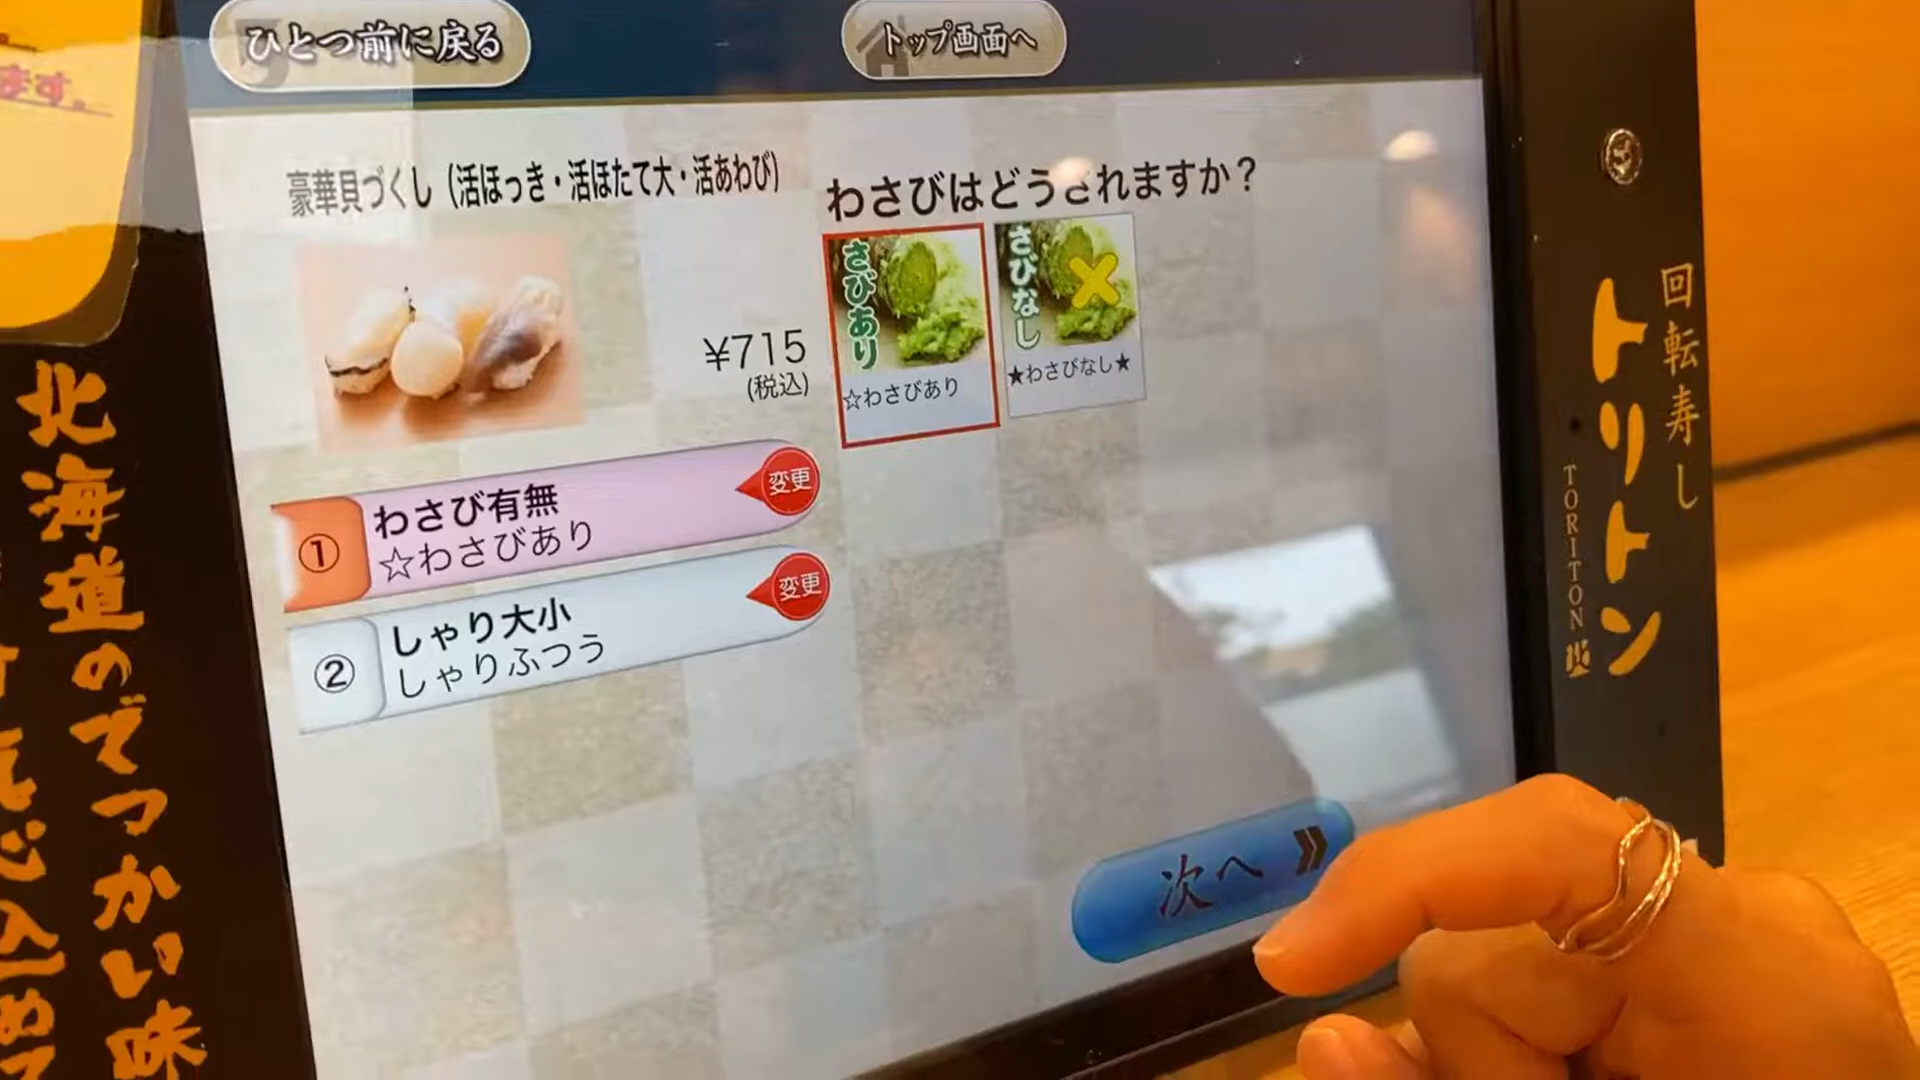 ひとつ前に戻る
トップ画面へ
ます。
豪華貝づくし (活ほっき・活ほたて大・活あわび)
わさびはどうされますか?
¥715
(税込)
さびあり
☆わさびあり
さびなし
★わさびなし★
① わさび有無
☆わさびあり
変更
② しゃり大小
しゃりふつう
変更
次へ
北海道のでっかい味
込めて
回転寿し
トリトン
TORITON